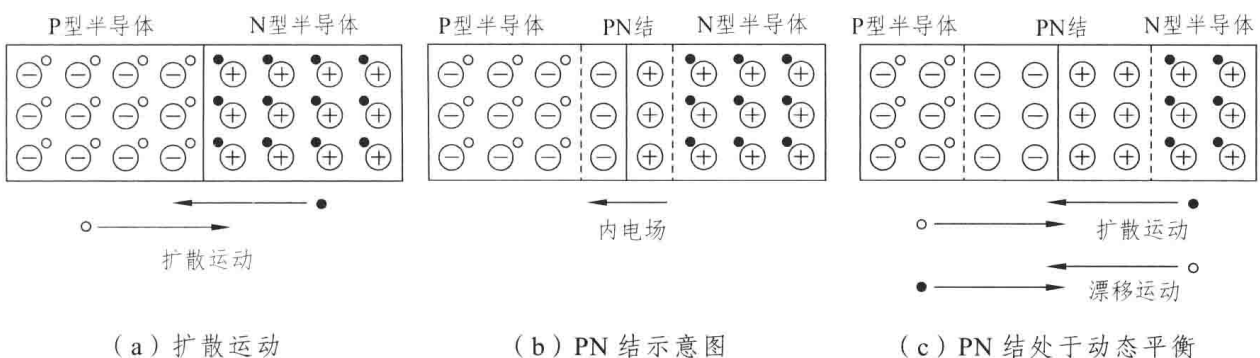 P型半导体 N型半导体
P型半导体 PN结 N型半导体
P型半导体 PN结 N型半导体
扩散运动
内电场
扩散运动
漂移运动
(a)扩散运动
(b)PN 结示意图
(c)PN 结处于动态平衡